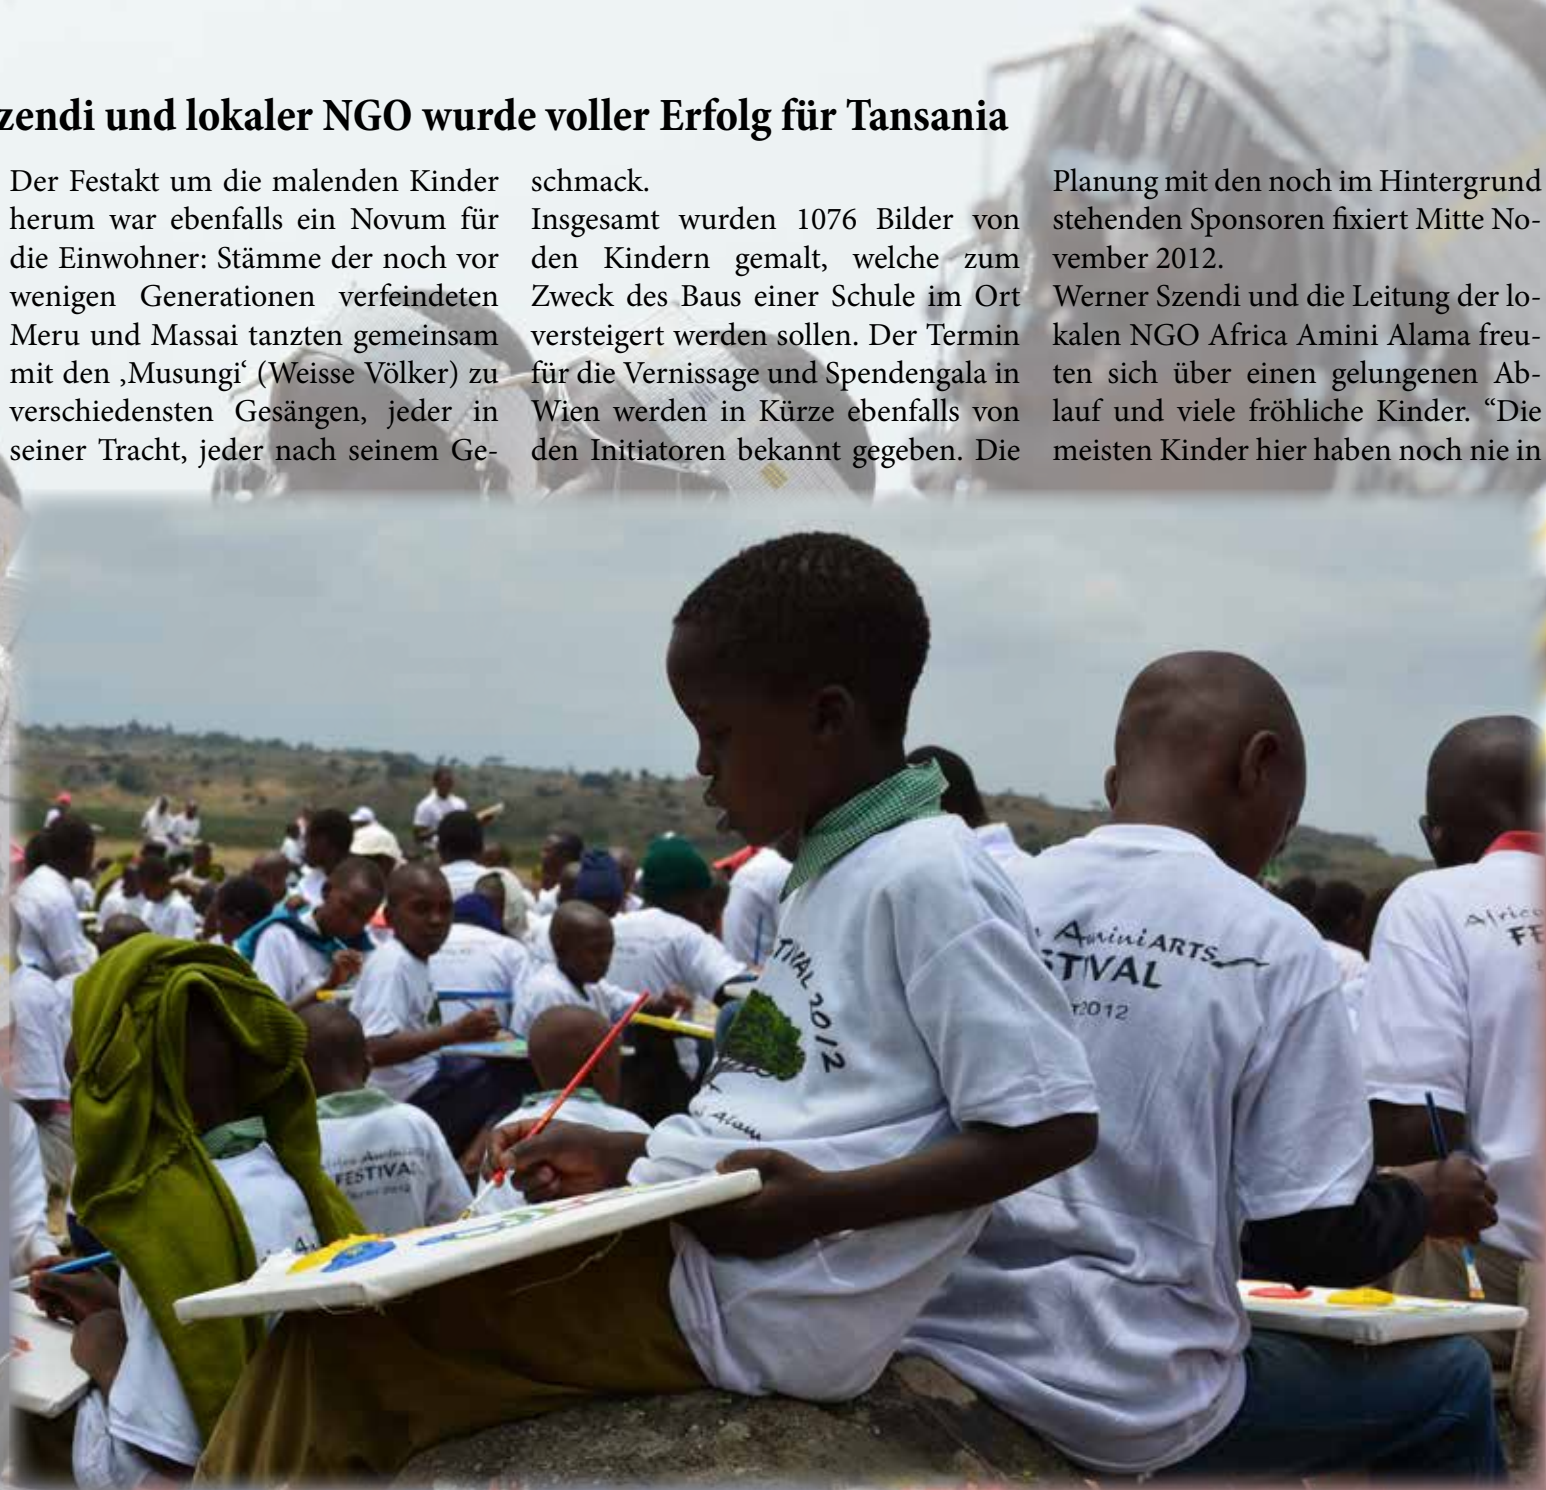 zendi und lokaler NGO wurde voller Erfolg für Tansania
Der Festakt um die malenden Kinder
herum war ebenfalls ein Novum für
die Einwohner: Stämme der noch vor
wenigen Generationen verfeindeten
Meru und Massai tanzten gemeinsam
mit den ‚Musungi‘ (Weisse Völker) zu
verschiedensten Gesängen, jeder in
seiner Tracht, jeder nach seinem Ge-
schmack.
Insgesamt wurden 1076 Bilder von
den Kindern gemalt, welche zum
Zweck des Baus einer Schule im Ort
versteigert werden sollen. Der Termin
für die Vernissage und Spendengala in
Wien werden in Kürze ebenfalls von
den Initiatoren bekannt gegeben. Die
Planung mit den noch im Hintergrund
stehenden Sponsoren fixiert Mitte No-
vember 2012.
Werner Szendi und die Leitung der lo-
kalen NGO Africa Amini Alama freu-
ten sich über einen gelungenen Ab-
lauf und viele fröhliche Kinder. “Die
meisten Kinder hier haben noch nie in
TIVAL 2012
Alam
Amini ARTS
STIVAL
2012
Africa
FE
Amini
FESTIVAL
2012